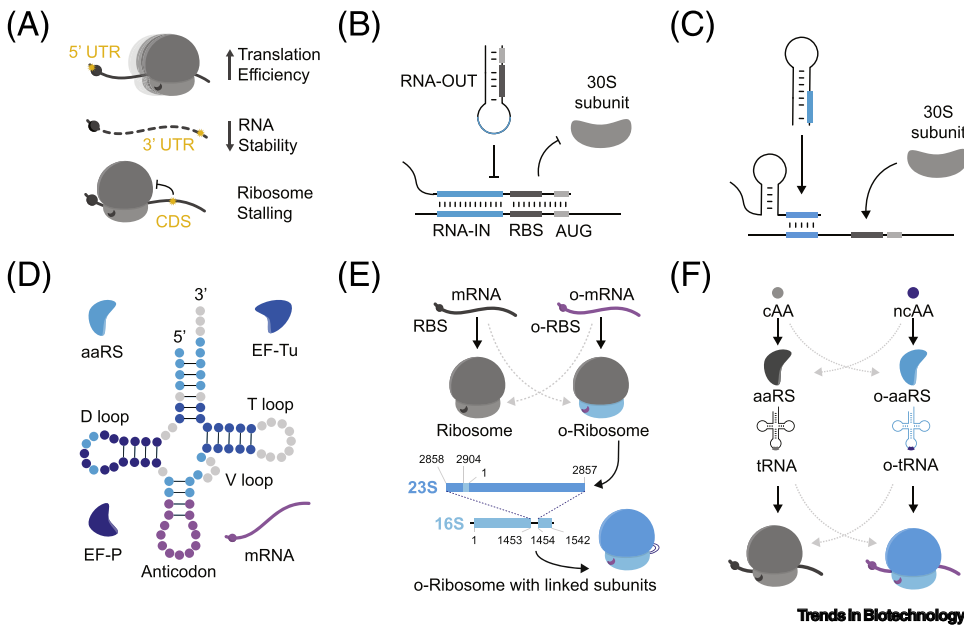 (A)
5' UTR
Translation
Efficiency
RNA
Stability
3' UTR
Ribosome
Stalling
CDS
(B)
RNA-OUT
30S
subunit
RNA-IN
RBS
AUG
(C)
30S
subunit
(D)
3'
5'
aaRS
EF-Tu
D loop
T loop
V loop
EF-P
mRNA
Anticodon
(E)
mRNA
o-mRNA
RBS
o-RBS
Ribosome
o-Ribosome
2858
2904
1
2857
23S
16S
1
1453
1454
1542
o-Ribosome with linked subunits
(F)
cAA
ncAA
aaRS
o-aaRS
tRNA
o-tRNA
Trends in Biotechnology